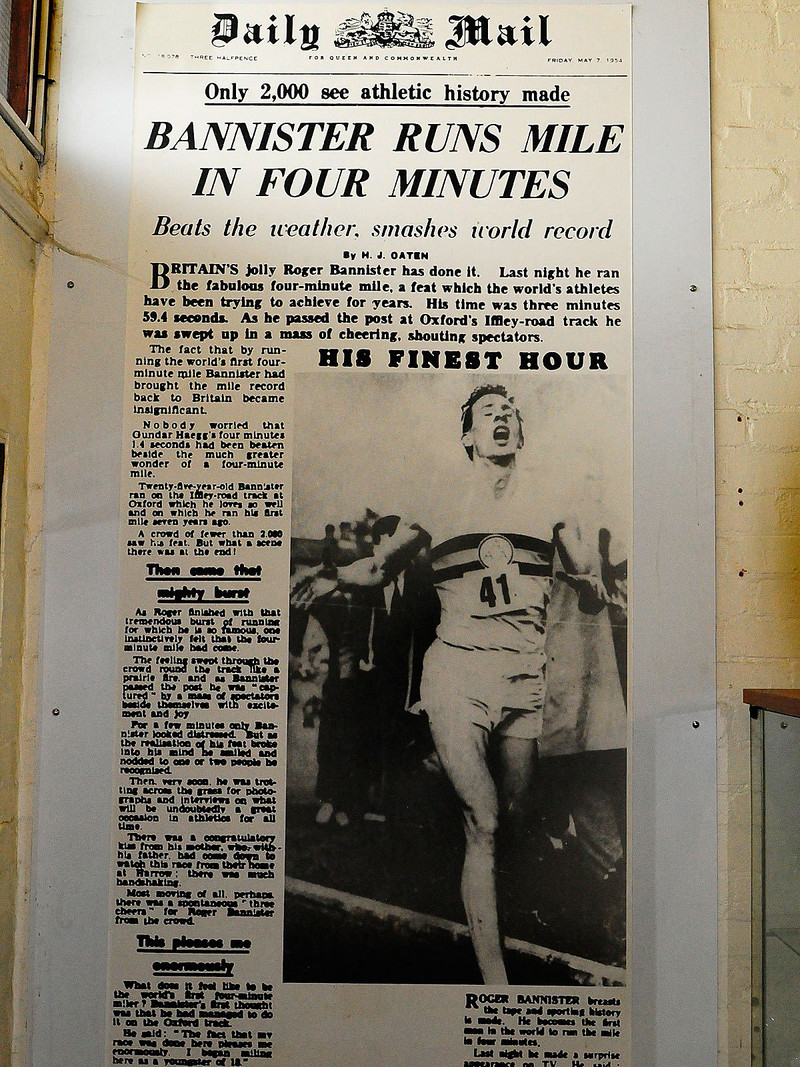 Daily Mail
THREE HALFPENCE
FOR QUEEN AND COMMONWEALTH
FRIDAY MAY 7 1954
Only 2,000 see athletic history made
BANNISTER RUNS MILE
IN FOUR MINUTES
Beats the weather, smashes world record
By H. J. OATEN
BRITAIN'S jolly Roger Bannister has done it. Last night he ran
the fabulous four-minute mile, a feat which the world's athletes
have been trying to achieve for years. His time was three minutes
59.4 seconds. As he passed the post at Oxford's Iffley-road track he
was swept up in a mass of cheering, shouting spectators.
The fact that by run-
ning the world's first four-
minute mile Bannister had
brought the mile record
back to Britain became
insignificant.
Nobody worried that
Gundar Haegg's four minutes
1.4 seconds had been beaten
beside the much greater
wonder of a four-minute
mile.
Twenty-five-year-old Bannister
ran on the Iffley-road track at
Oxford which he loves so well
and on which he ran his first
mile seven years ago.
A crowd of fewer than 2,000
saw his feat. But what a scene
there was at the end!
Then came that
mighty burst
As Roger finished with that
tremendous burst of running
for which he is so famous, one
instinctively felt that the four-
minute mile had come.
The feeling swept through the
crowd round the track like a
prairie fire, and as Bannister
passed the post he was "cap-
tured" by a mass of spectators
beside themselves with excite-
ment and joy
For a few minutes only Ban-
nister looked distressed. But as
the realisation of his feat broke
into his mind he smiled and
nodded to one or two people he
recognised.
Then, very soon, he was trot-
ting across the grass for photo-
graphs and interviews on what
will be undoubtedly a great
occasion in athletics for all
time.
There was a congratulatory
kiss from his mother, who, with
his father, had come down to
watch this race from their home
at Harrow; there was much
handshaking.
Most moving of all, perhaps,
there was a spontaneous "three
cheers" for Roger Bannister
from the crowd.
This pleases me
enormously
What does it feel like to be
the world's first four-minute
miler? Bannister's first thought
was that he had managed to do
it on the Oxford track.
He said: "The fact that my
race was done here pleases me
enormously. I began miling
here as a youngster of 18."
HIS FINEST HOUR
41
ROGER BANNISTER breasts
the tape and sporting history
is made. He becomes the first
man in the world to run the mile
in four minutes.
Last night he made a surprise
appearance on TV. He said: